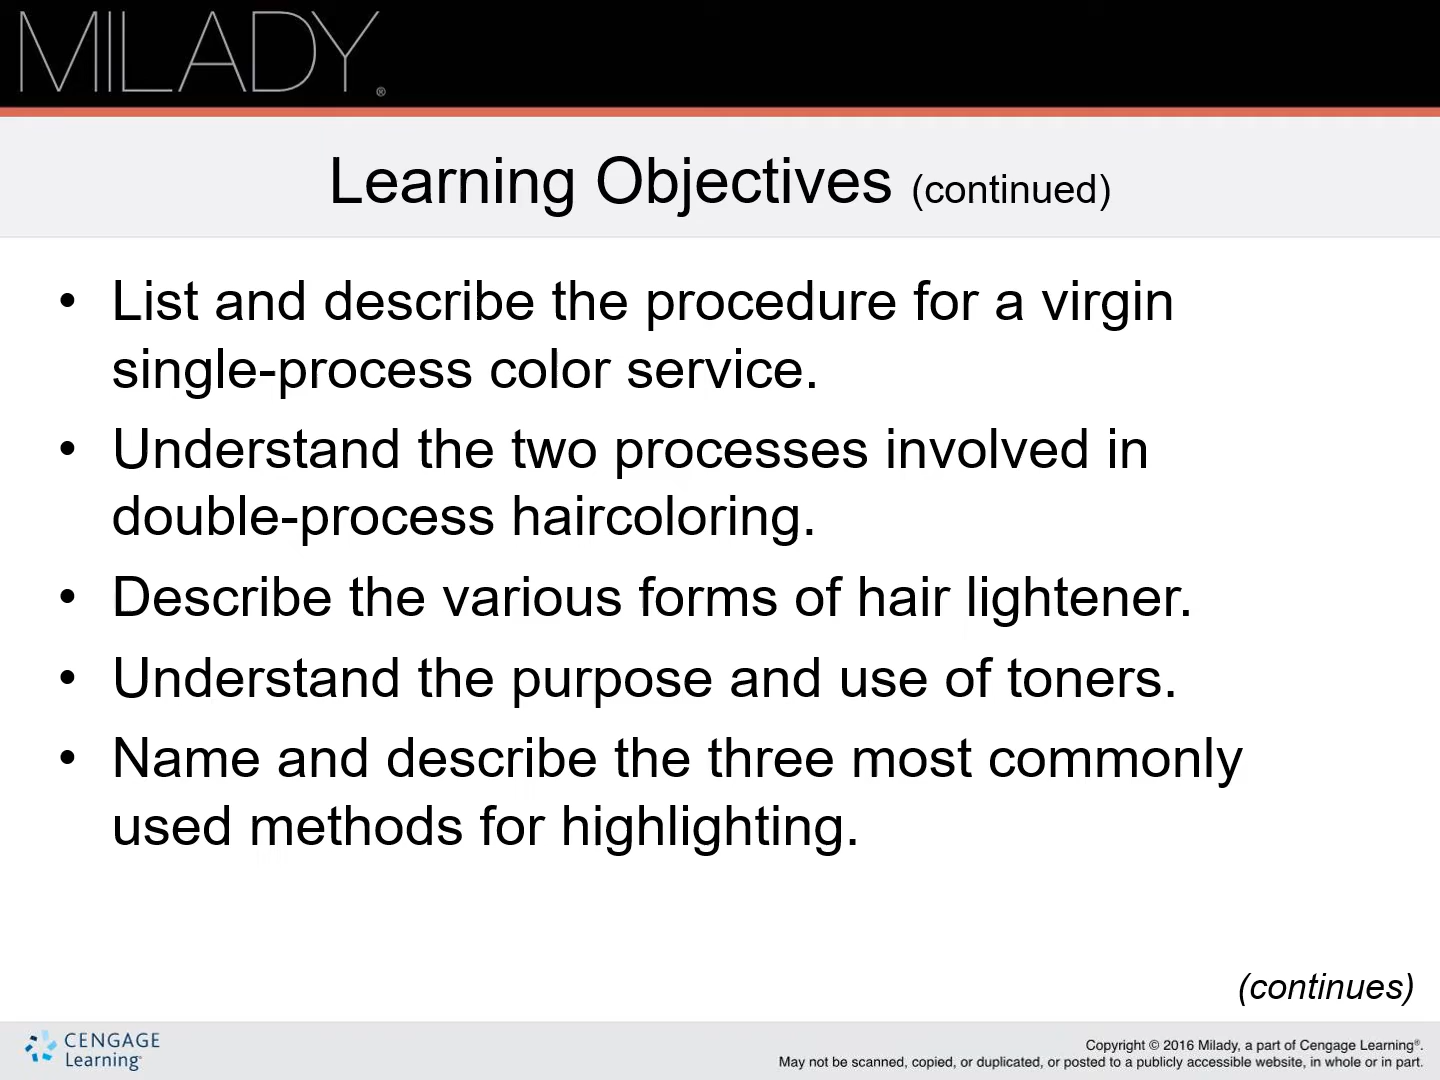 MILADY®
Learning Objectives (continued)
• List and describe the procedure for a virgin
single-process color service.
• Understand the two processes involved in
double-process haircoloring.
• Describe the various forms of hair lightener.
• Understand the purpose and use of toners.
• Name and describe the three most commonly
used methods for highlighting.
(continues)
CENGAGE
Learning
Copyright © 2016 Milady, a part of Cengage Learning®.
May not be scanned, copied, or duplicated, or posted to a publicly accessible website, in whole or in part.